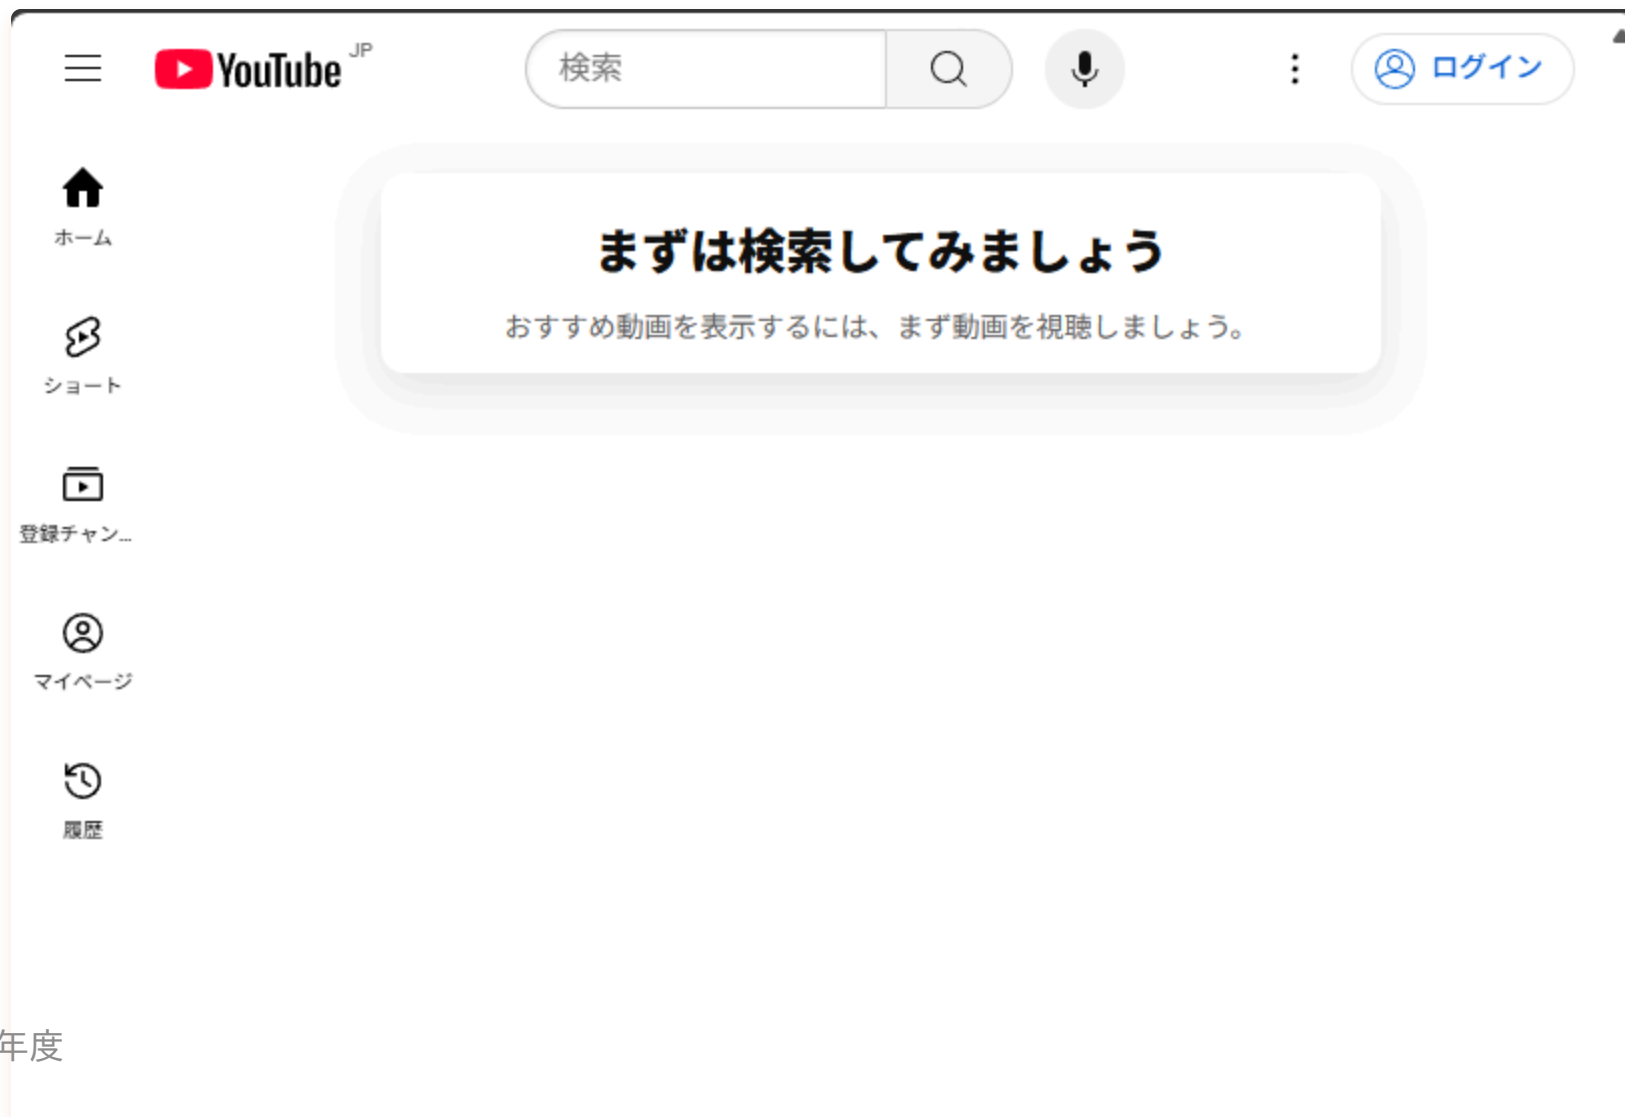 YouTube JP
検索
ログイン
ホーム
ショート
登録チャン...
マイページ
履歴
まずは検索してみましょう
おすすめ動画を表示するには、まず動画を視聴しましょう。
年度